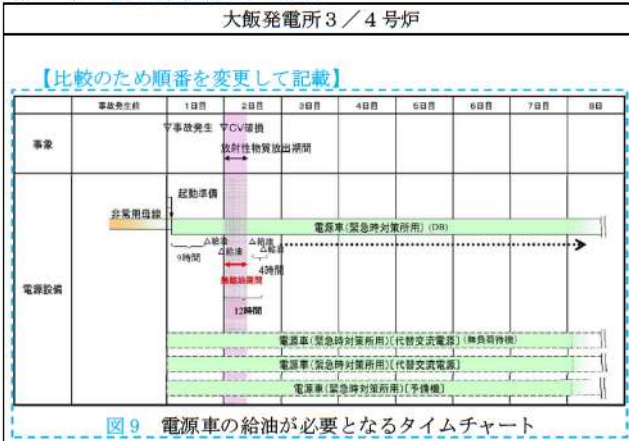 大飯発電所3／4号炉
【比較のため順番を変更して記載】
事故発生前 1日目 2日目 3日目 4日目 5日目 6日目 7日目 8日
事象
▽事故発生 ▽CV破損
放射性物質放出期間
電源設備
起動準備
非常用母線
電源車(緊急時対策所用)(DB)
△給油 △給油
△給油 △給油
9時間
4時間
12時間
電源車(緊急時対策所用)[代替交流電源](無負荷待機)
電源車(緊急時対策所用)[代替交流電源]
電源車(緊急時対策所用)[予備機]
図9 電源車の給油が必要となるタイムチャート